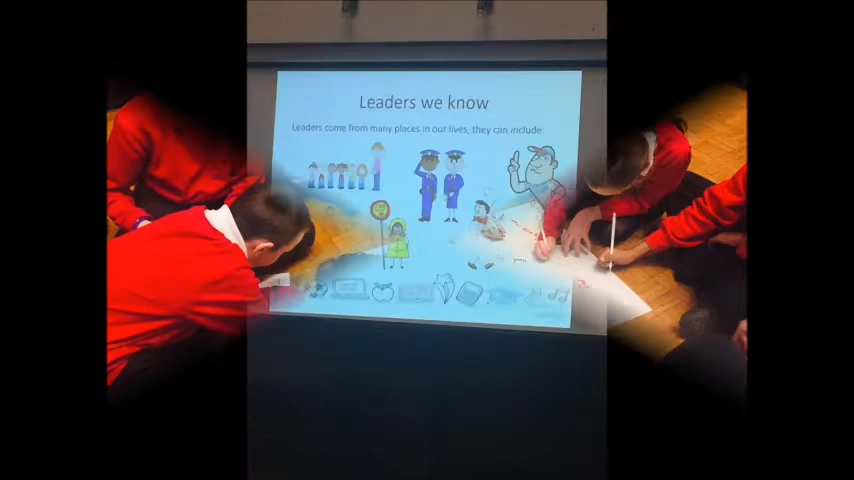 Leaders we know
Leaders come from many places in our lives, they can include: